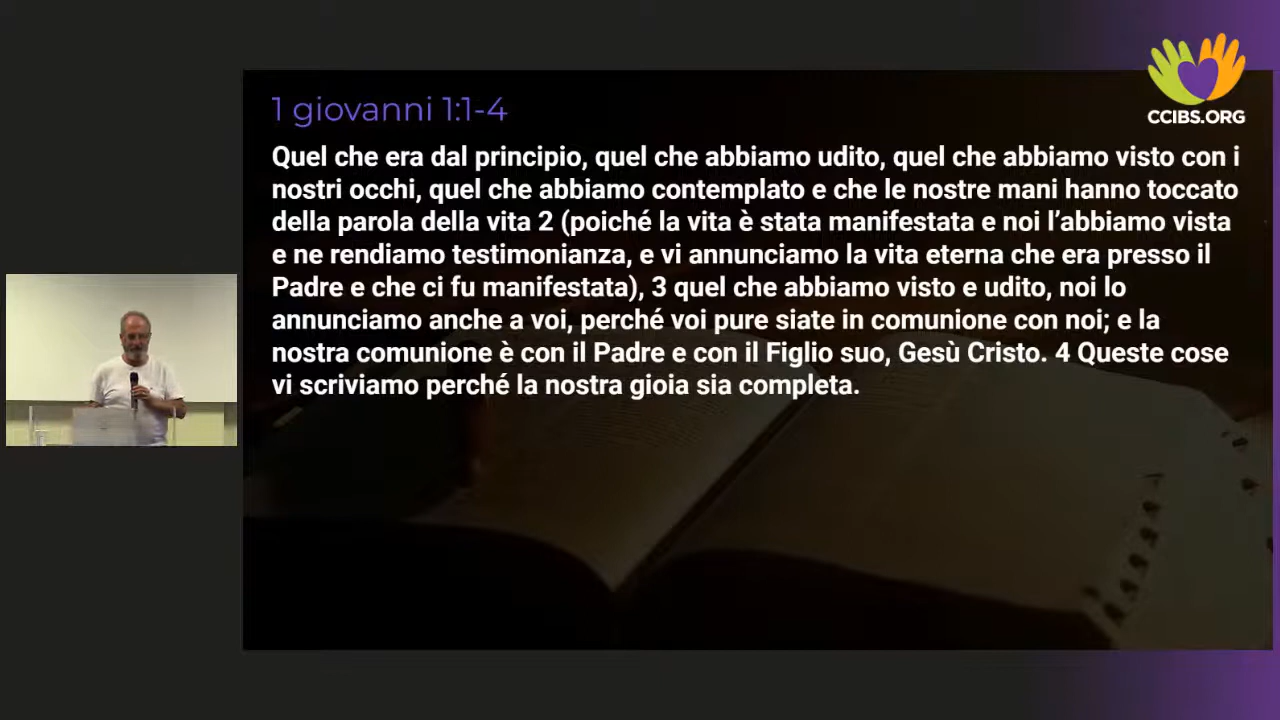 CCIBS.ORG
1 giovanni 1:1-4
Quel che era dal principio, quel che abbiamo udito, quel che abbiamo visto con i
nostri occhi, quel che abbiamo contemplato e che le nostre mani hanno toccato
della parola della vita 2 (poiché la vita è stata manifestata e noi l’abbiamo vista
e ne rendiamo testimonianza, e vi annunciamo la vita eterna che era presso il
Padre e che ci fu manifestata), 3 quel che abbiamo visto e udito, noi lo
annunciamo anche a voi, perché voi pure siate in comunione con noi; e la
nostra comunione è con il Padre e con il Figlio suo, Gesù Cristo. 4 Queste cose
vi scriviamo perché la nostra gioia sia completa.